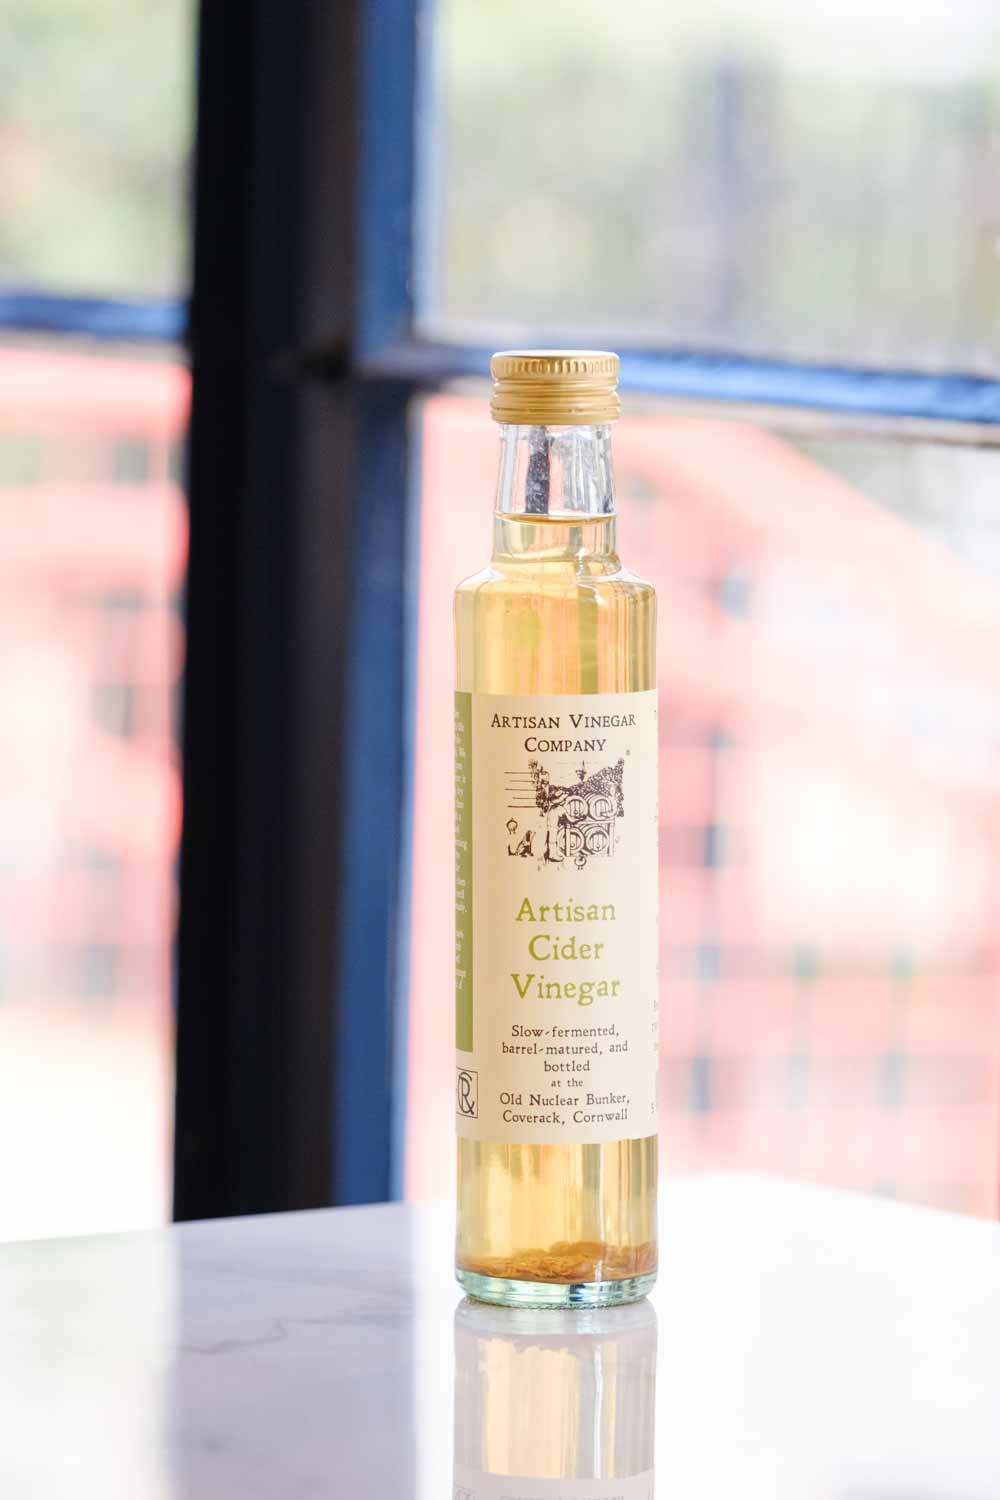 ARTISAN VINEGAR
COMPANY
Artisan
Cider
Vinegar
Slow-fermented,
barrel-matured, and
bottled
at the
Old Nuclear Bunker,
Coverack, Cornwall